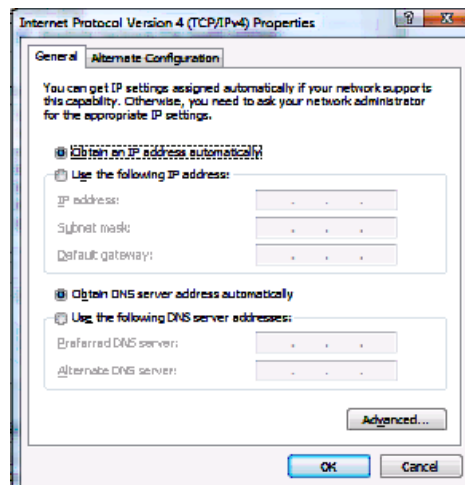 Internet Protocol Version 4 (TCP/IPv4) Properties
General
Alternate Configuration
You can get IP settings assigned automatically if your network supports
this capability. Otherwise, you need to ask your network administrator
for the appropriate IP settings.
Obtain an IP address automatically
Use the following IP address:
IP address:
Subnet mask:
Default gateway:
Obtain DNS server address automatically
Use the following DNS server addresses:
Preferred DNS server:
Alternate DNS server:
Advanced...
OK
Cancel